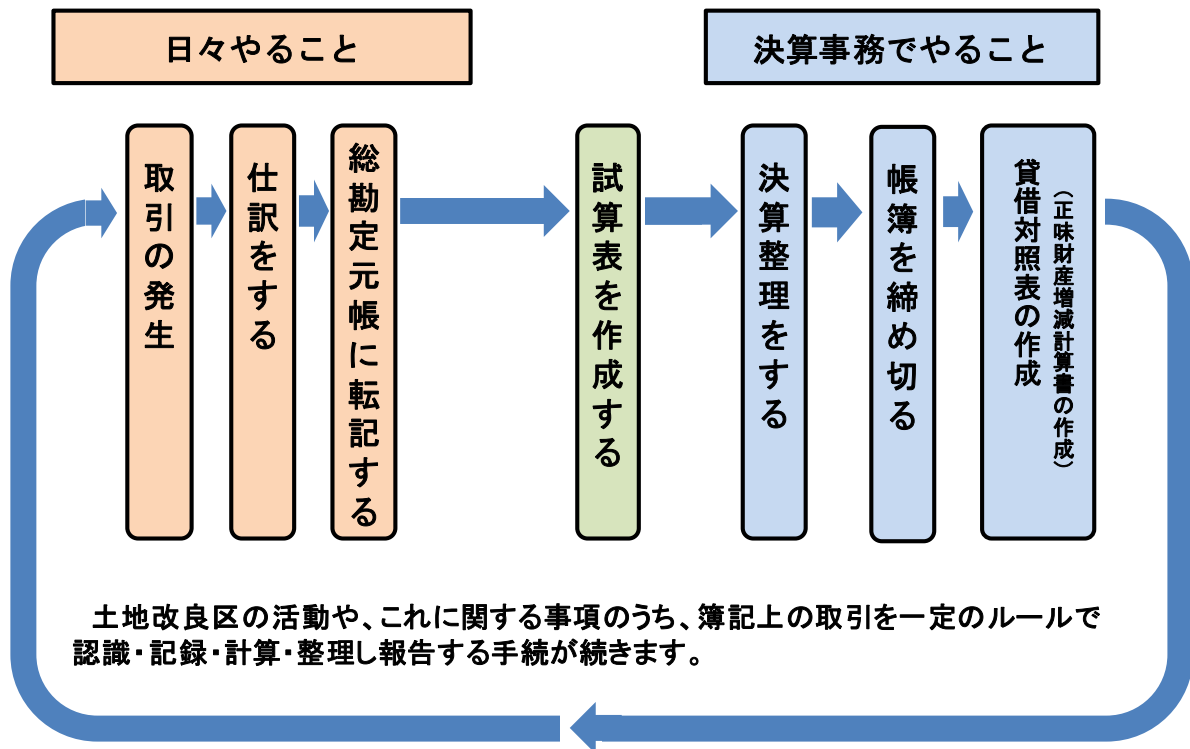 日々やること
決算事務でやること
取引の発生
仕訳をする
総勘定元帳に転記する
試算表を作成する
決算整理をする
帳簿を締め切る
貸借対照表の作成
（正味財産増減計算書の作成）
土地改良区の活動や、これに関する事項のうち、簿記上の取引を一定のルールで
認識・記録・計算・整理し報告する手続が続きます。